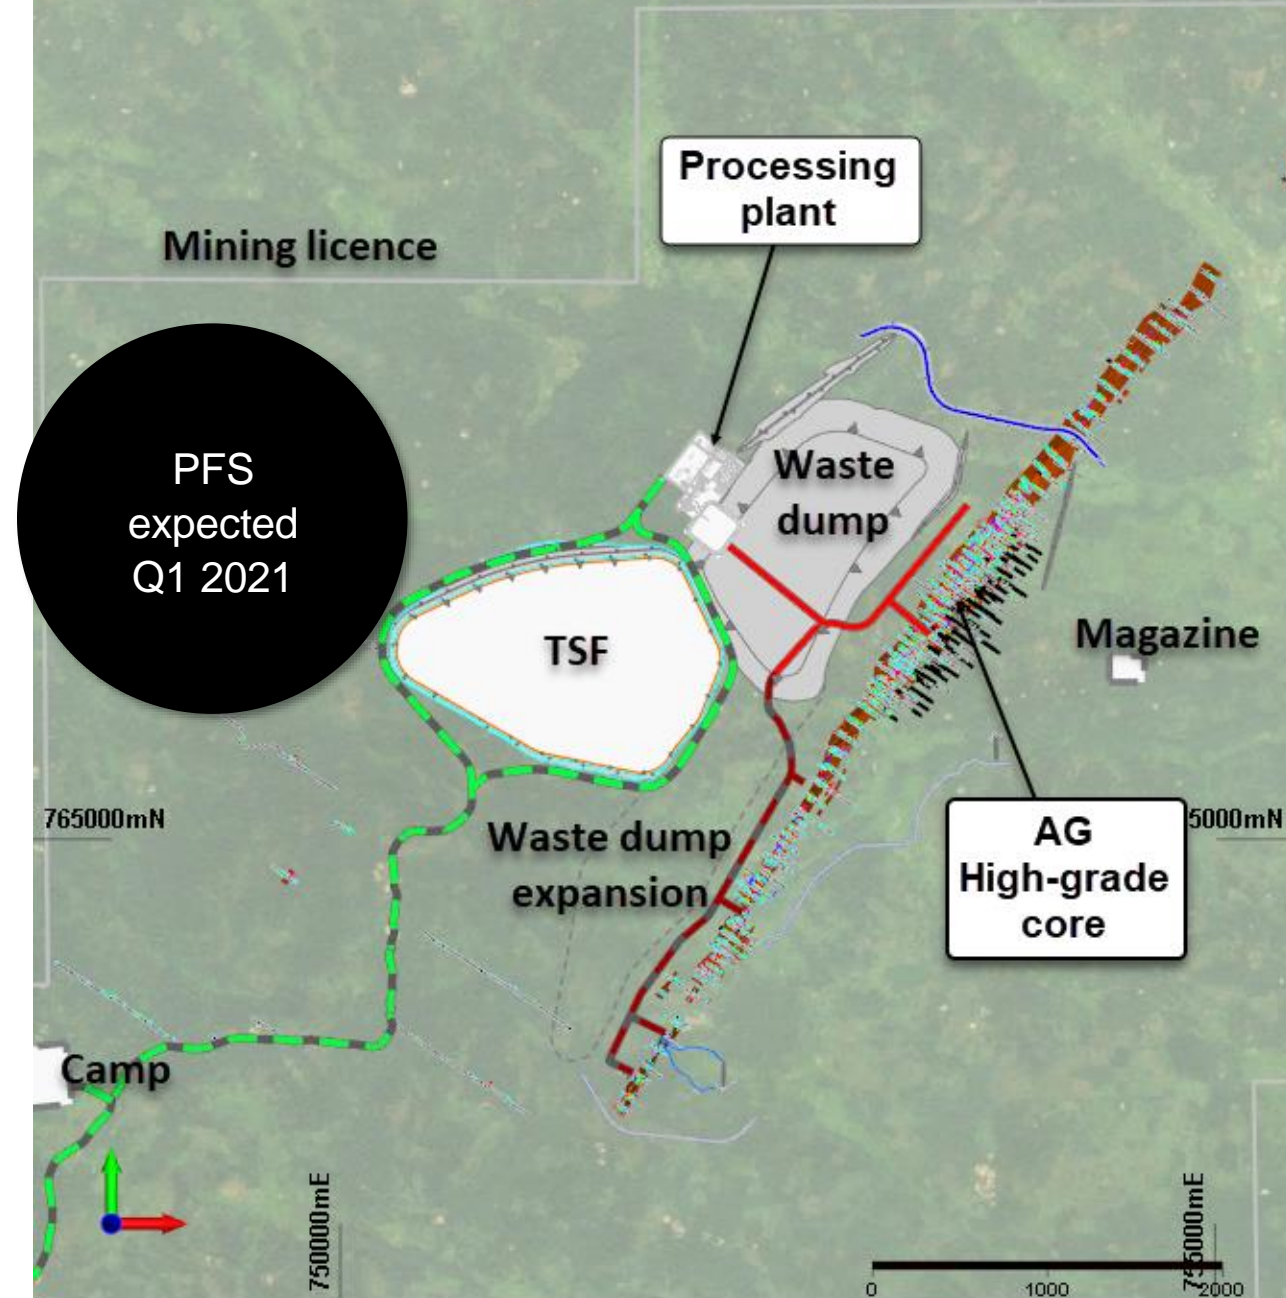 Processing
plant
Mining licence
PFS
expected
Q1 2021
Waste
dump
TSF
Magazine
765000mN
5000mN
Waste dump
expansion
AG
High-grade
core
Camp
750000mE
755000mE
0 1000 2000